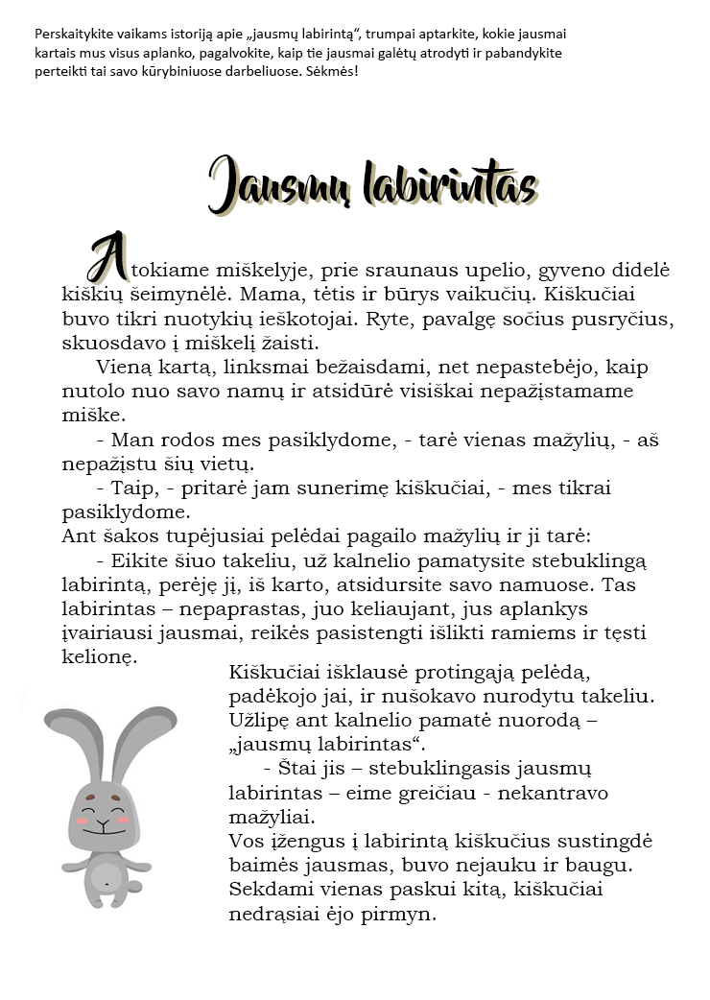 Perskaitykite vaikams istoriją apie „jausmų labirintą“, trumpai aptarkite, kokie jausmai
kartais mus visus aplanko, pagalvokite, kaip tie jausmai galėtų atrodyti ir pabandykite
perteikti tai savo kūrybiniuose darbeliuose. Sėkmės!
Jausmų labirintas
Atokiame miškelyje, prie sraunaus upelio, gyveno didelė
kiškių šeimynėlė. Mama, tėtis ir būrys vaikučių. Kiškučiai
buvo tikri nuotykių ieškotojai. Ryte, pavalgę sočius pusryčius,
skuosdavo į miškelį žaisti.
Vieną kartą, linksmai bežaisdami, net nepastebėjo, kaip
nutolo nuo savo namų ir atsidūrė visiškai nepažįstamame
miške.
- Man rodos mes pasiklydome, - tarė vienas mažylių, - aš
nepažįstu šių vietų.
- Taip, - pritarė jam sunerimę kiškučiai, - mes tikrai
pasiklydome.
Ant šakos tupėjusiai pelėdai pagailo mažylių ir ji tarė:
- Eikite šiuo takeliu, už kalnelio pamatysite stebuklingą
labirintą, perėję jį, iš karto, atsidursite savo namuose. Tas
labirintas – nepaprastas, juo keliaujant, jus aplankys
įvairiausi jausmai, reikės pasistengti išlikti ramiems ir tęsti
kelionę.
Kiškučiai išklausė protingąją pelėdą,
padėkojo jai, ir nušokavo nurodytu takeliu.
Užlipę ant kalnelio pamatė nuorodą –
„jausmų labirintas“.
- Štai jis – stebuklingasis jausmų
labirintas – eime greičiau - nekantravo
mažyliai.
Vos įžengus į labirintą kiškučius sustingdė
baimės jausmas, buvo nejauku ir baugu.
Sekdami vienas paskui kitą, kiškučiai
nedrąsiai ėjo pirmyn.